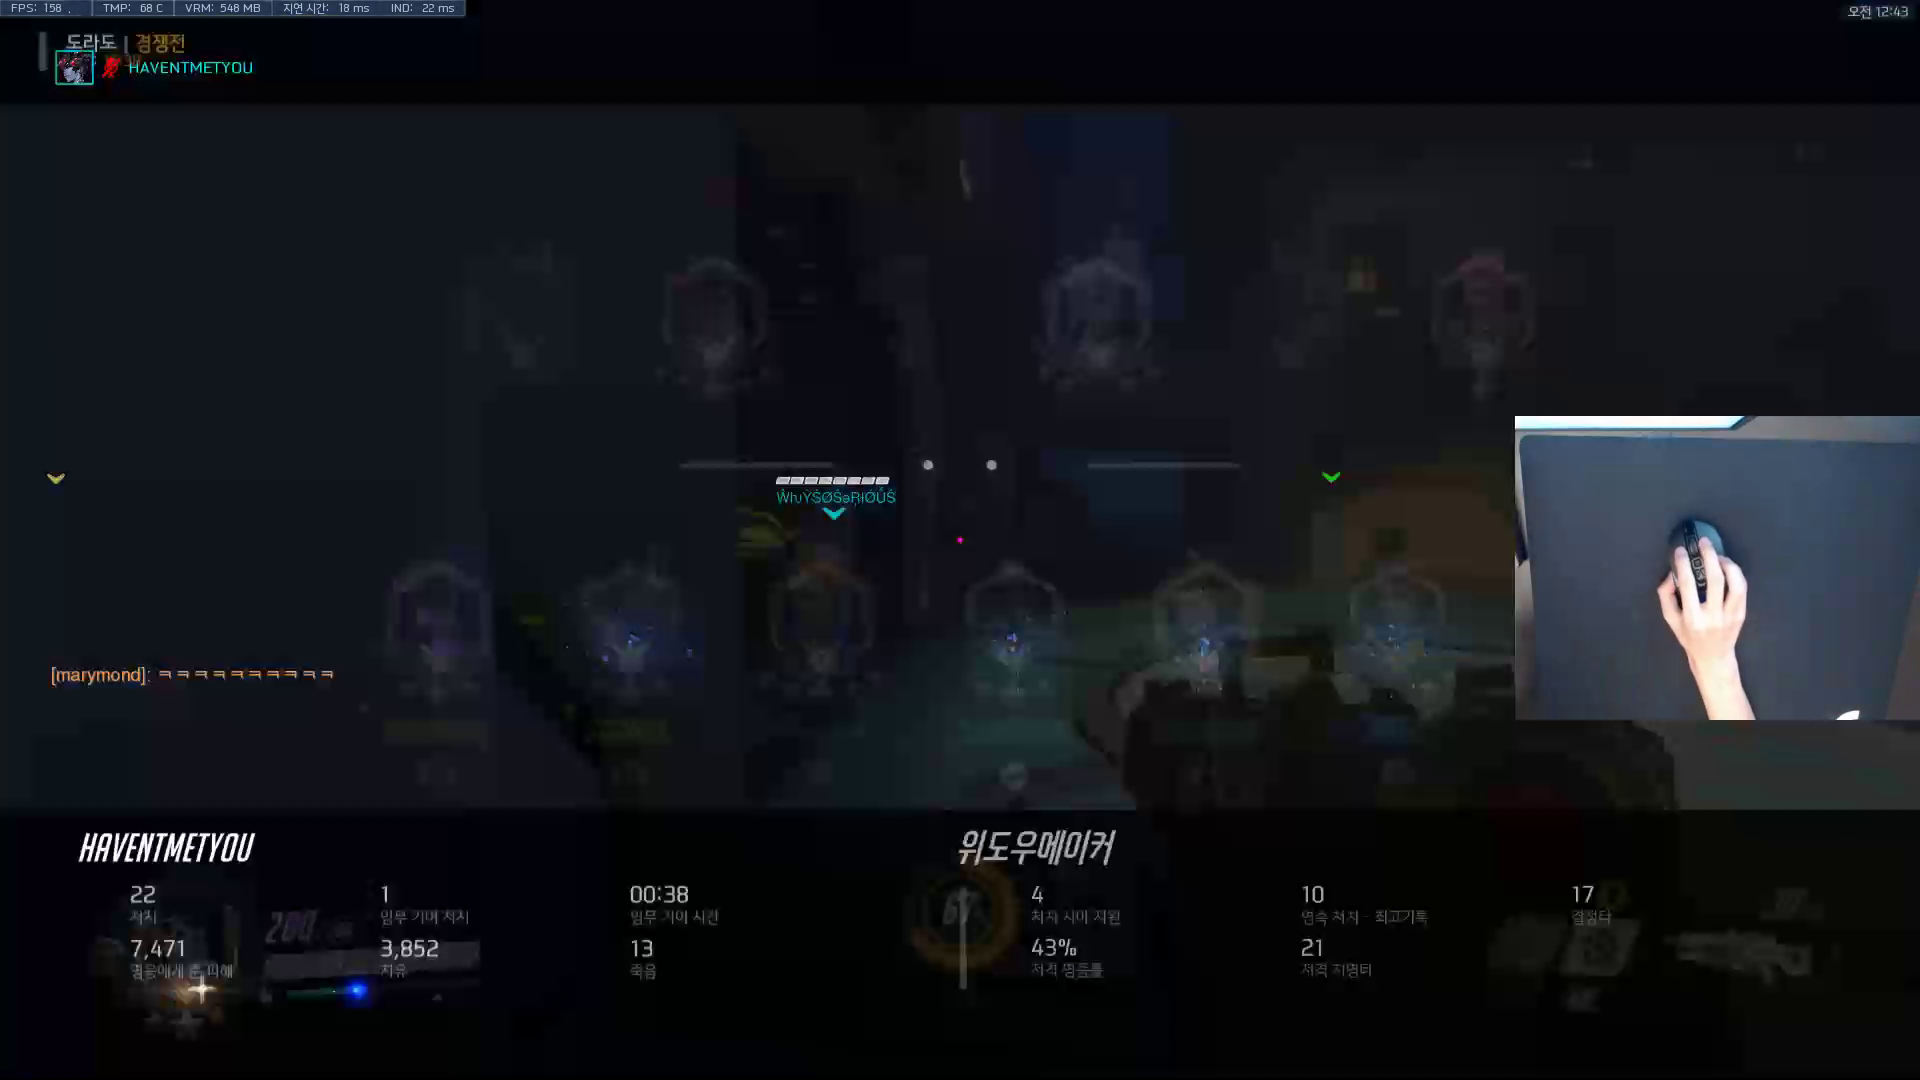 FPS: 158
TMP: 68 C
VRM: 548 MB
지연 시간: 18 ms
IND: 22 ms
오전 12:43
도라도 | 경쟁전
HAVENTMETYOU
[marymond]: ㅋㅋㅋㅋㅋㅋㅋㅋㅋㅋ
HAVENTMETYOU
위도우메이커
22
처치
1
임무 기여 처치
00:38
임무 기여 시간
4
처치 시 지원
10
연속 처치 - 최고기록
17
결정타
7,471
영웅에게 준 피해
3,852
치유
13
죽음
43%
저격 명중률
21
저격 치명타